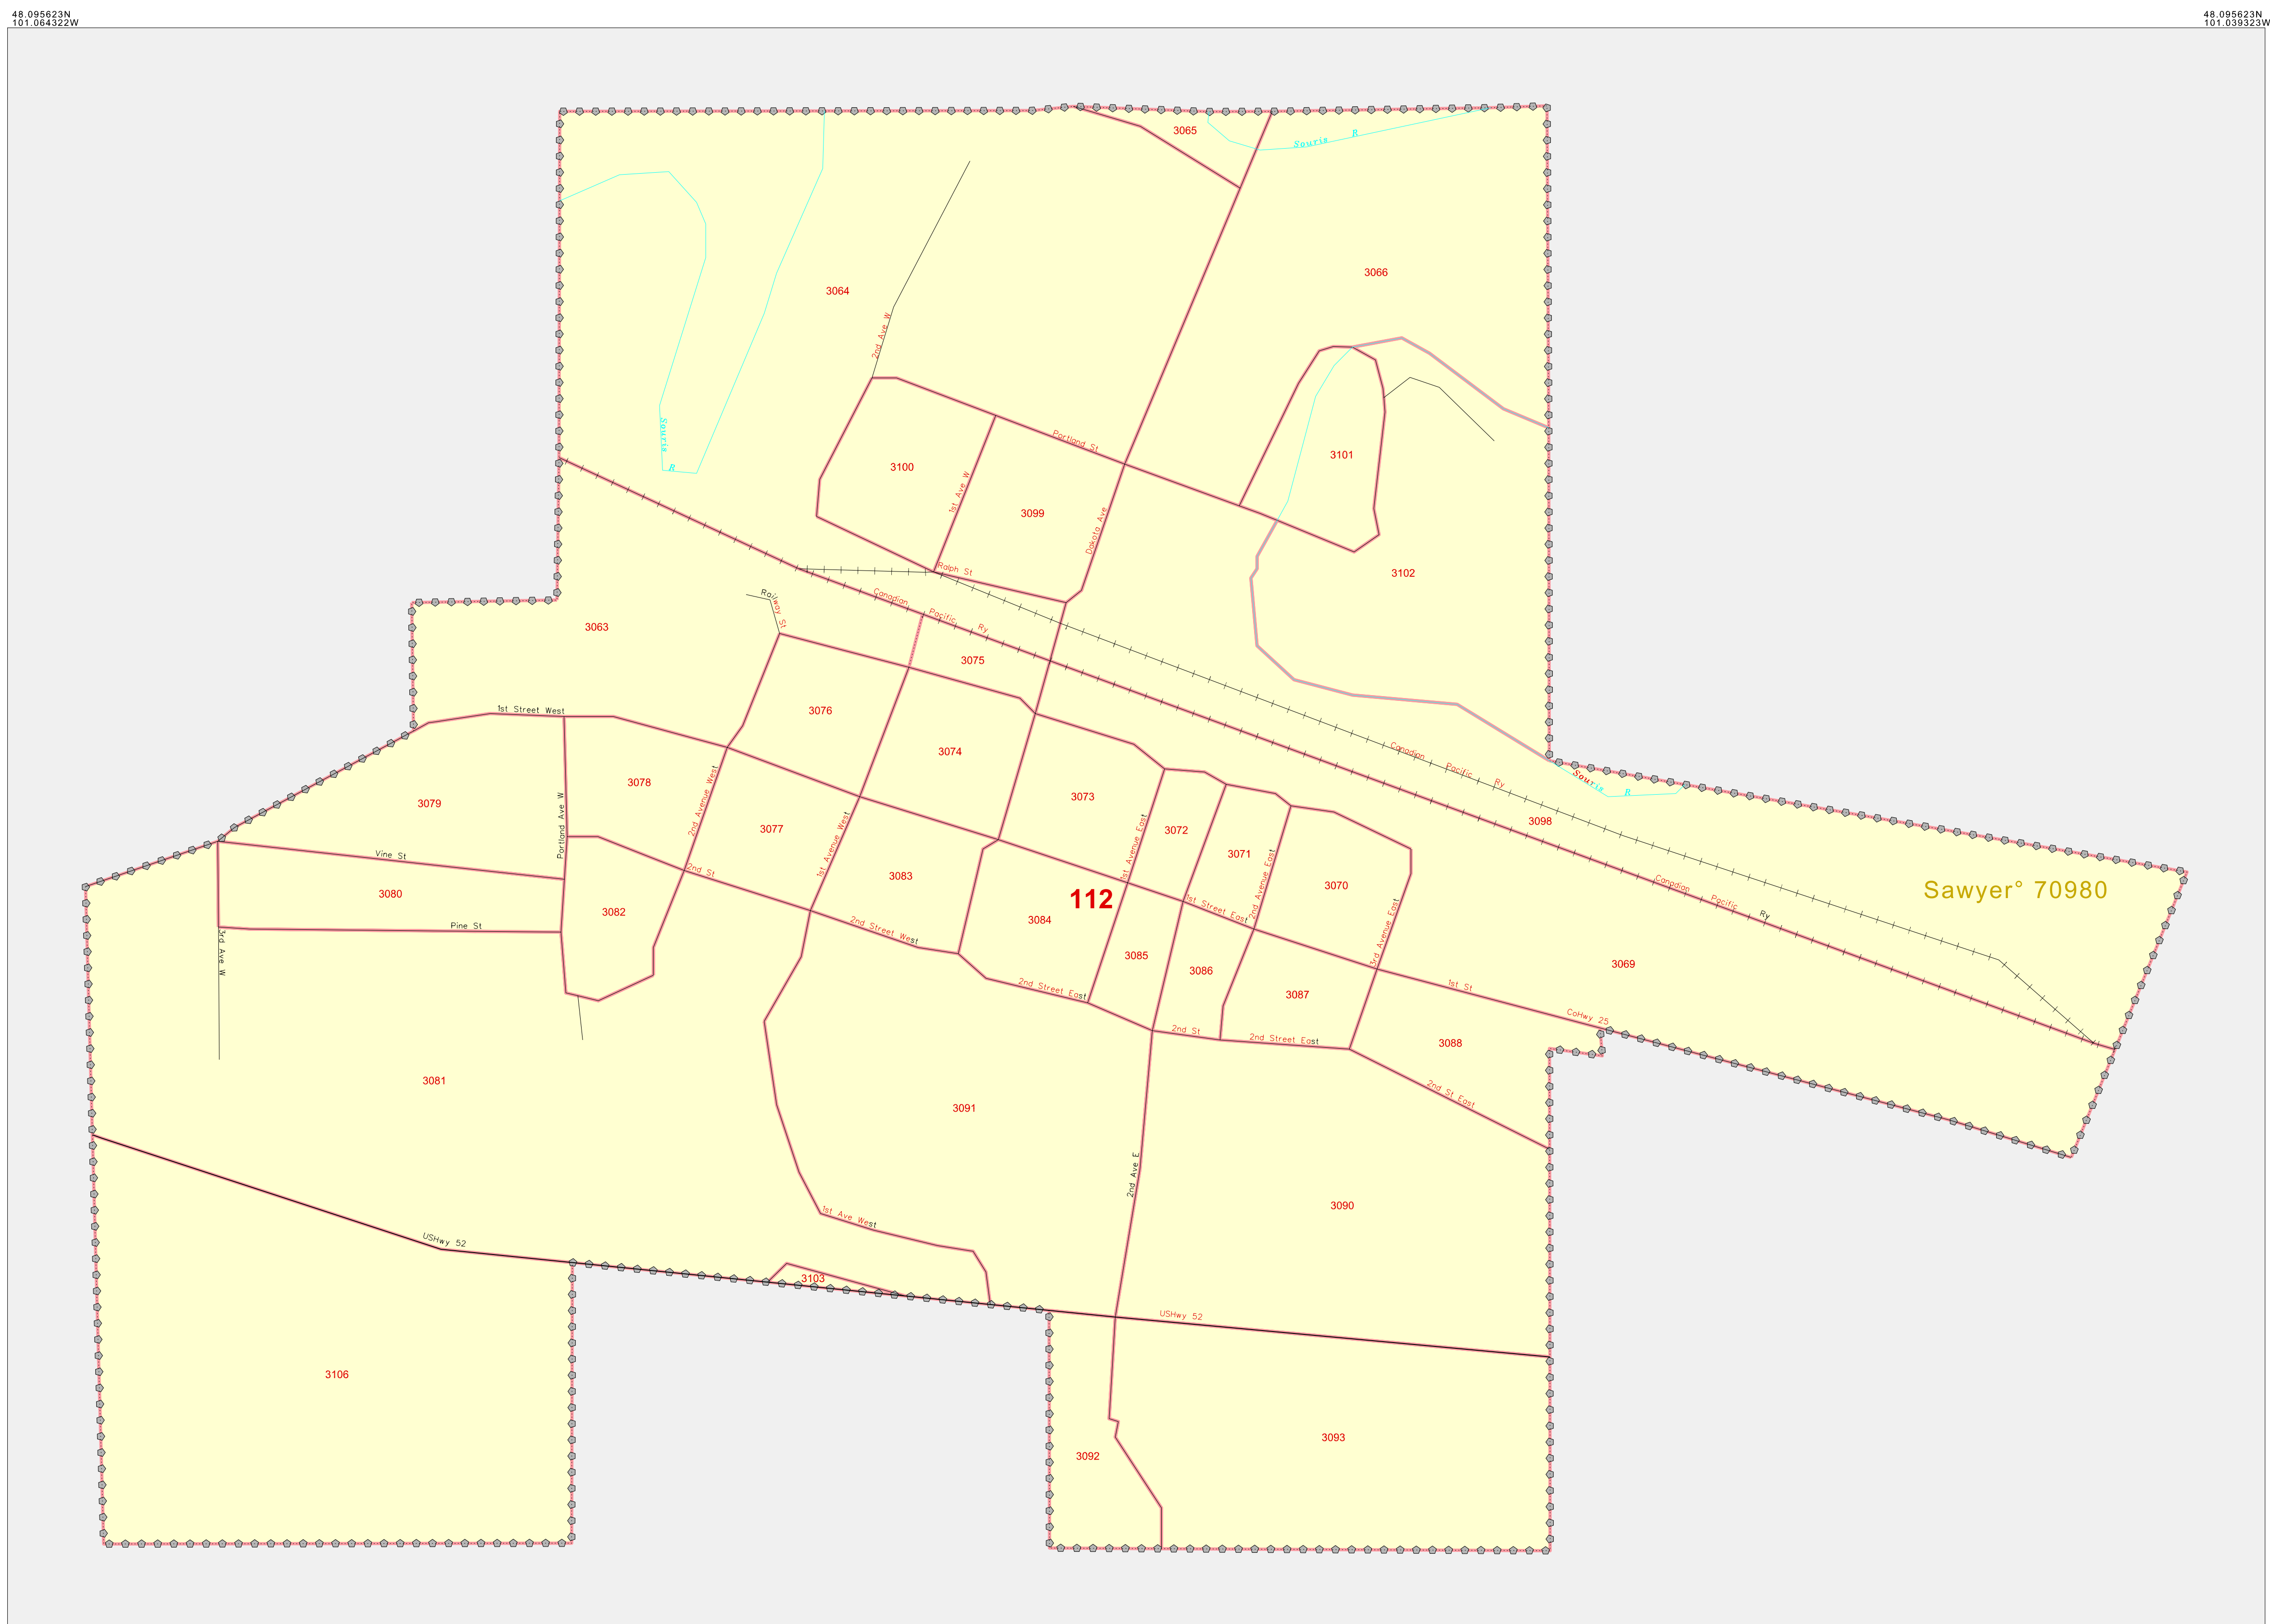 48.095623N
101.064322W
48.095623N
101.039323W
3065
Souris R
3066
3064
2nd Ave W
Souris R
Portland St
3100
1st Ave W
3099
Dakota Ave
3101
Ralph St
3102
Canadian Pacific Ry
Railway St
3063
3075
3076
1st Street West
3074
3078
2nd Avenue West
3073
3079
Portland Ave W
3077
1st Avenue West
3072
1st Avenue East
3071
2nd Avenue East
Canadian Pacific Ry
Souris R
3098
Vine St
3080
2nd St
3083
3070
Canadian Pacific Ry
Sawyer° 70980
112
3082
3084
1st Street East
Pine St
2nd Street West
3085
3086
3rd Avenue East
3069
3rd Ave W
2nd Street East
3087
1st St
CoHwy 25
2nd St
2nd Street East
3088
3081
2nd St East
3091
2nd Ave E
3090
1st Ave West
USHwy 52
3103
USHwy 52
3106
3093
3092